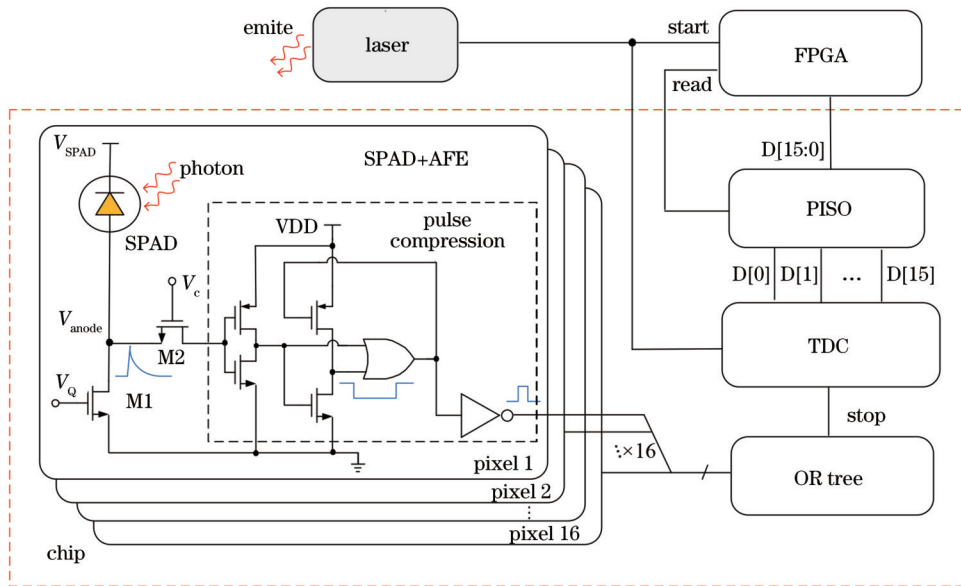 emite
laser
start
FPGA
read
V_SPAD
SPAD+AFE
photon
D[15:0]
PISO
VDD
pulse
compression
SPAD
D[0] D[1] ... D[15]
V_c
V_anode
M2
TDC
V_Q
M1
stop
⋮×16
pixel 1
OR tree
pixel 2
⋮
pixel 16
chip